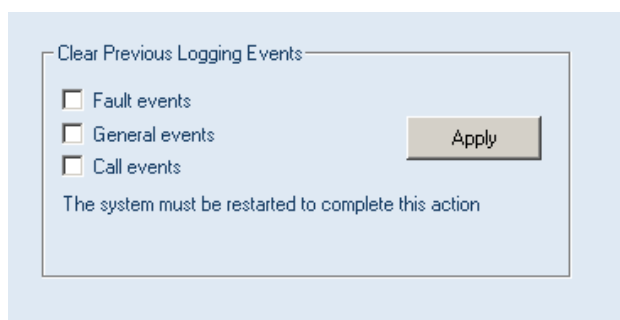 Clear Previous Logging Events
Fault events
General events
Apply
Call events
The system must be restarted to complete this action